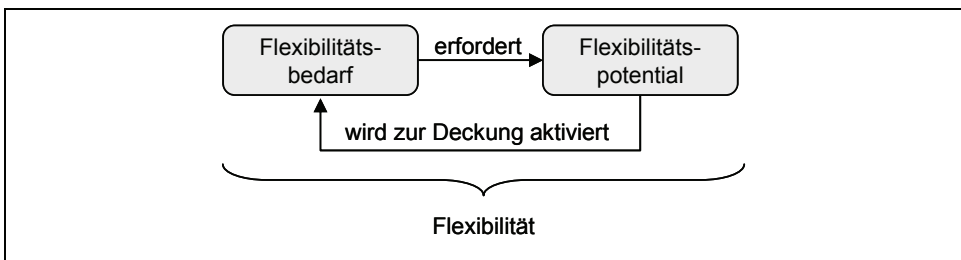 Flexibilitäts-
bedarf
erfordert
Flexibilitäts-
potential
wird zur Deckung aktiviert
Flexibilität